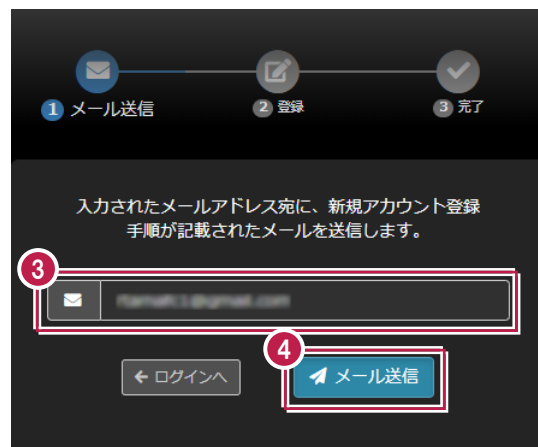 1 メール送信
2 登録
3 完了
入力されたメールアドレス宛に、新規アカウント登録
手順が記載されたメールを送信します。
3
4
ログインへ
メール送信